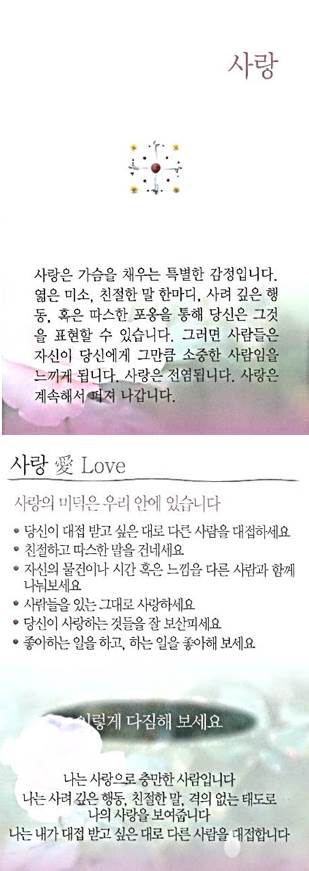 사랑
사랑은 가슴을 채우는 특별한 감정입니다.
엷은 미소, 친절한 말 한마디, 사려 깊은 행
동, 혹은 따스한 포옹을 통해 당신은 그것
을 표현할 수 있습니다. 그러면 사람들은
자신이 당신에게 그만큼 소중한 사람임을
느끼게 됩니다. 사랑은 전염됩니다. 사랑은
계속해서 퍼져 나갑니다.
사랑 愛 Love
사랑의 미덕은 우리 안에 있습니다
• 당신이 대접 받고 싶은 대로 다른 사람을 대접하세요
• 친절하고 따스한 말을 건네세요
• 자신의 물건이나 시간 혹은 느낌을 다른 사람과 함께
나눠보세요
• 사람들을 있는 그대로 사랑하세요
• 당신이 사랑하는 것들을 잘 보살피세요
• 좋아하는 일을 하고, 하는 일을 좋아해 보세요
이렇게 다짐해 보세요
나는 사랑으로 충만한 사람입니다
나는 사려 깊은 행동, 친절한 말, 격의 없는 태도로
나의 사랑을 보여줍니다
나는 내가 대접 받고 싶은 대로 다른 사람을 대접합니다